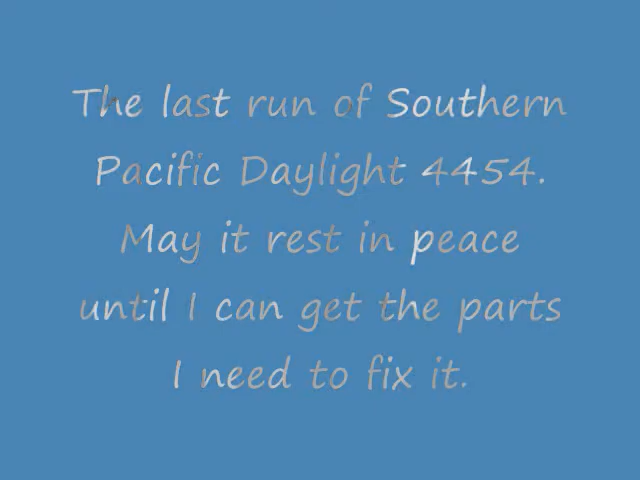 The last run of Southern
Pacific Daylight 4454.
May it rest in peace
until I can get the parts
I need to fix it.